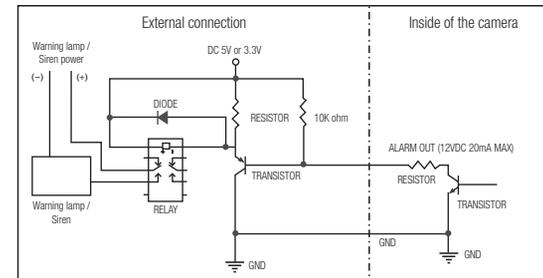 External connection
Inside of the camera
Warning lamp /
Siren power
(−)
(+)
DC 5V or 3.3V
DIODE
RESISTOR
10K ohm
ALARM OUT (12VDC 20mA MAX)
RESISTOR
TRANSISTOR
TRANSISTOR
RELAY
Warning lamp /
Siren
GND
GND
GND